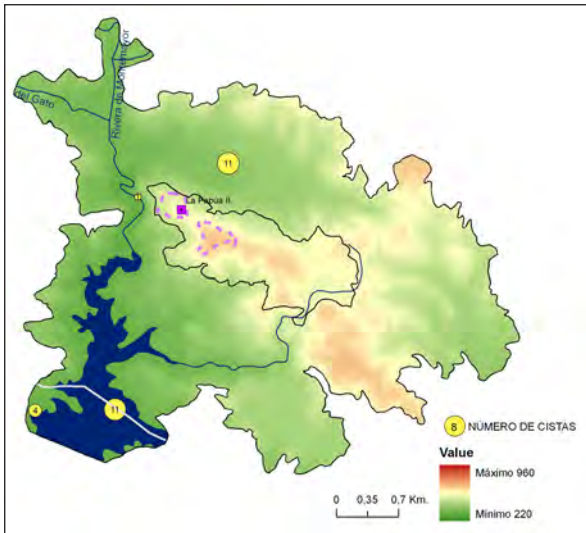 del Gato
Rivera de Montemayor
11
La Papúa II.
4
11
8 NÚMERO DE CISTAS
Value
Máximo 960
Mínimo 220
0 0,35 0,7 Km.